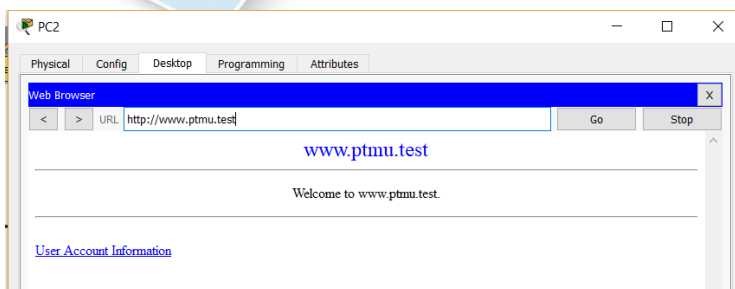 PC2
Physical Config Desktop Programming Attributes
Web Browser X
< > URL http://www.ptmu.test Go Stop
www.ptmu.test
Welcome to www.ptmu.test.
User Account Information